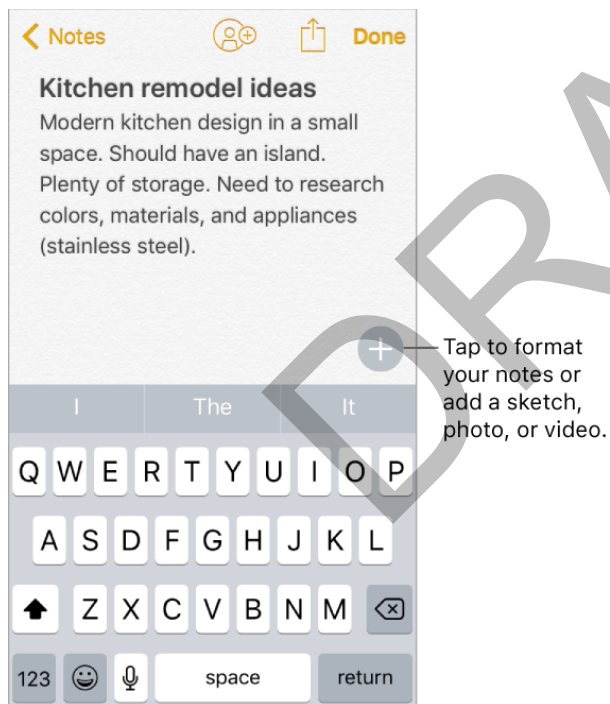 Notes
Done
Kitchen remodel ideas
Modern kitchen design in a small
space. Should have an island.
Plenty of storage. Need to research
colors, materials, and appliances
(stainless steel).
Tap to format
your notes or
add a sketch,
photo, or video.
I The It
Q W E R T Y U I O P
A S D F G H J K L
Z X C V B N M
123 space return
DRA